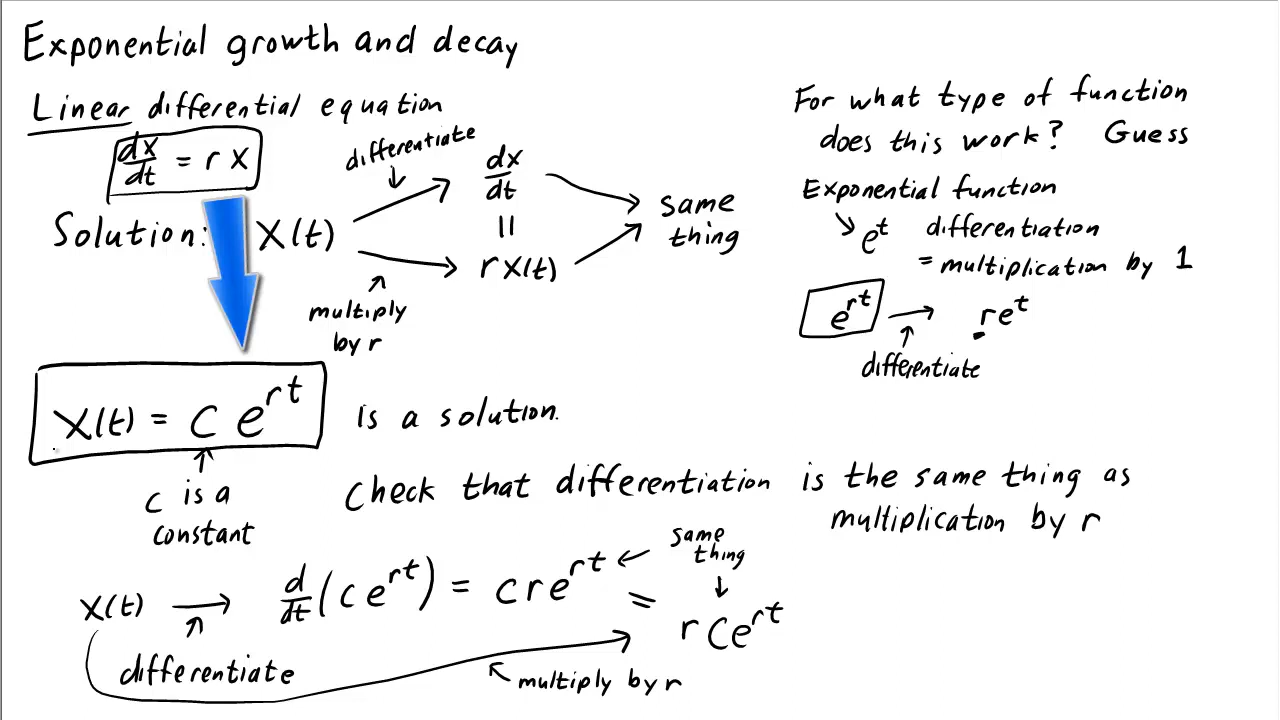 Exponential growth and decay
Linear differential equation
dx/dt = r x
Solution: x(t)
differentiate
dx/dt
=
r x(t)
multiply
by r
same
thing
For what type of function
does this work? Guess
Exponential function
e^t differentiation
= multiplication by 1
e^{rt} → re^t
differentiate
x(t) = c e^{rt} is a solution.
c is a
constant
Check that differentiation is the same thing as
multiplication by r
x(t) → d/dt(c e^{rt}) = c r e^{rt}
= r c e^{rt}
same
thing
differentiate
multiply by r